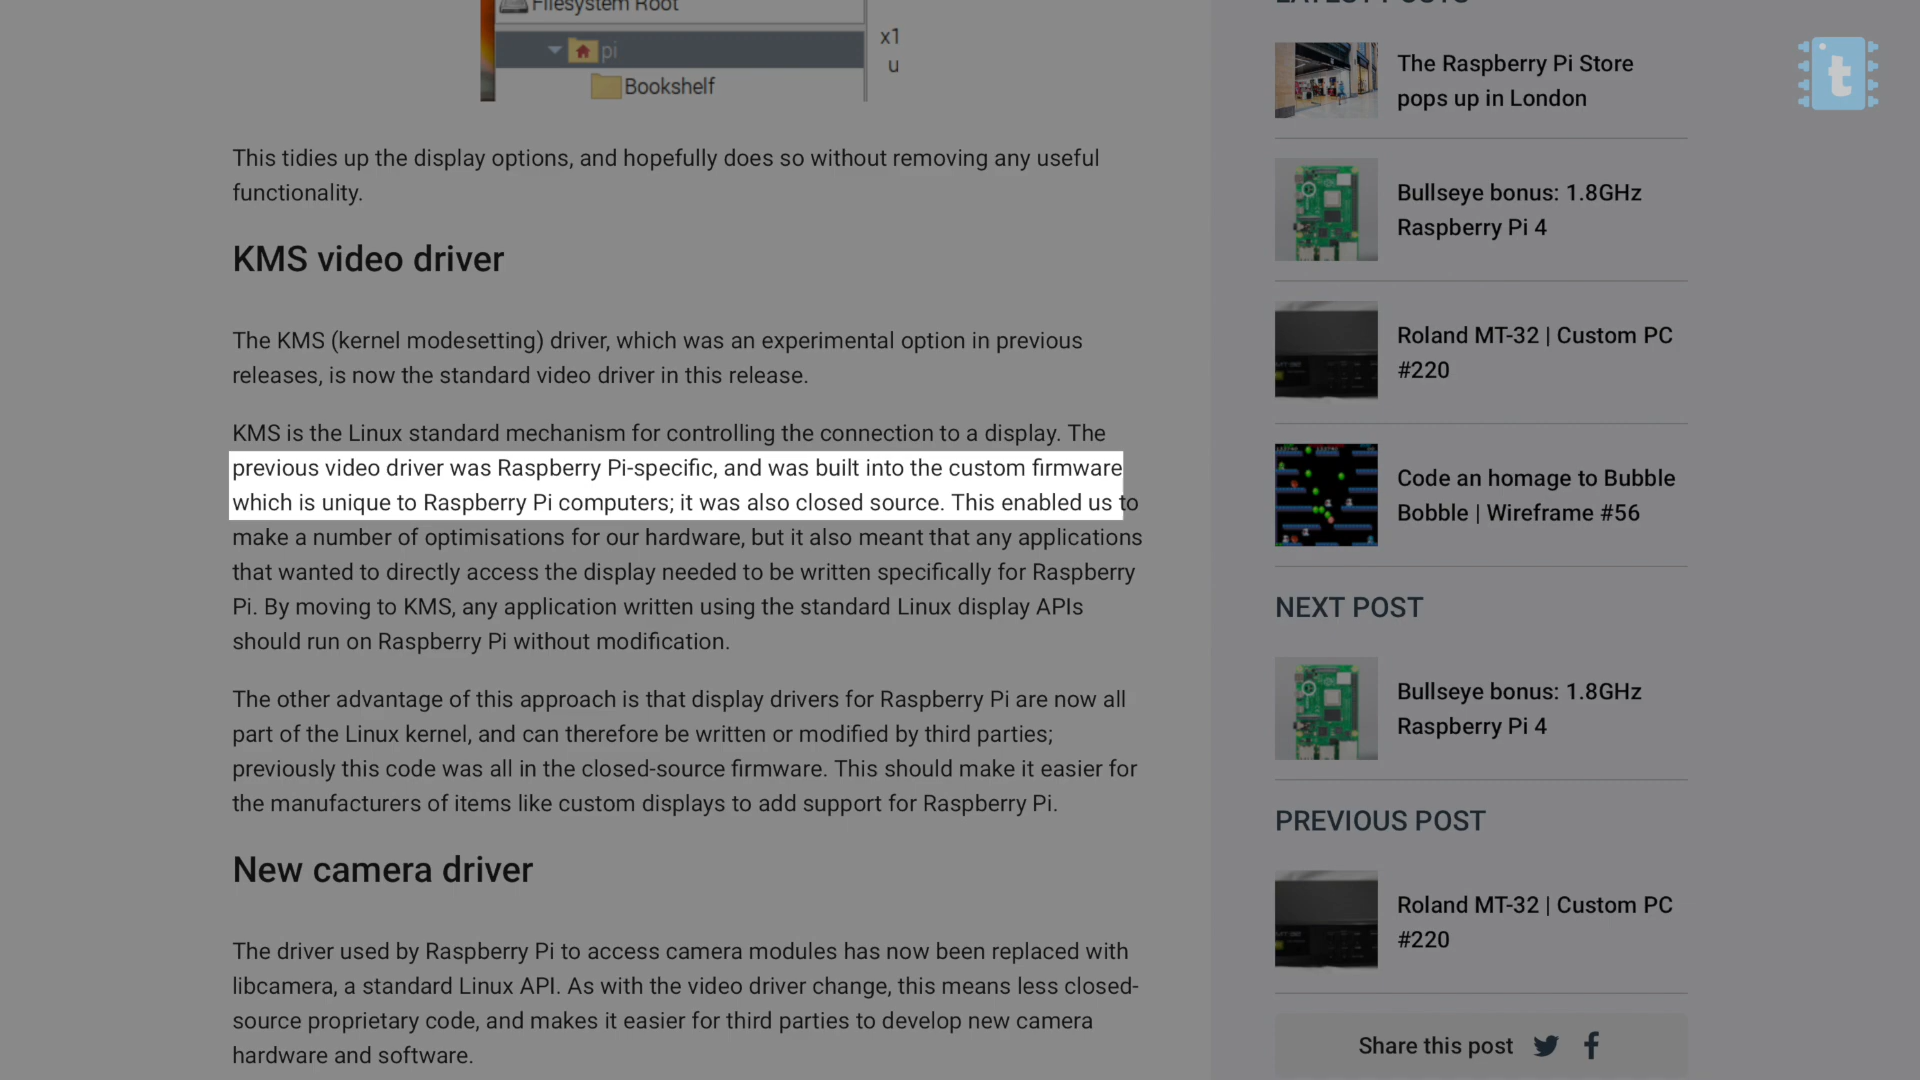 Filesystem Root
pi
Bookshelf
x1
u
This tidies up the display options, and hopefully does so without removing any useful
functionality.
KMS video driver
The KMS (kernel modesetting) driver, which was an experimental option in previous
releases, is now the standard video driver in this release.
KMS is the Linux standard mechanism for controlling the connection to a display. The
previous video driver was Raspberry Pi-specific, and was built into the custom firmware
which is unique to Raspberry Pi computers; it was also closed source. This enabled us to
make a number of optimisations for our hardware, but it also meant that any applications
that wanted to directly access the display needed to be written specifically for Raspberry
Pi. By moving to KMS, any application written using the standard Linux display APIs
should run on Raspberry Pi without modification.
The other advantage of this approach is that display drivers for Raspberry Pi are now all
part of the Linux kernel, and can therefore be written or modified by third parties;
previously this code was all in the closed-source firmware. This should make it easier for
the manufacturers of items like custom displays to add support for Raspberry Pi.
New camera driver
The driver used by Raspberry Pi to access camera modules has now been replaced with
libcamera, a standard Linux API. As with the video driver change, this means less closed-
source proprietary code, and makes it easier for third parties to develop new camera
hardware and software.
LATEST POSTS
The Raspberry Pi Store
pops up in London
Bullseye bonus: 1.8GHz
Raspberry Pi 4
Roland MT-32 | Custom PC
#220
Code an homage to Bubble
Bobble | Wireframe #56
NEXT POST
Bullseye bonus: 1.8GHz
Raspberry Pi 4
PREVIOUS POST
Roland MT-32 | Custom PC
#220
Share this post
t